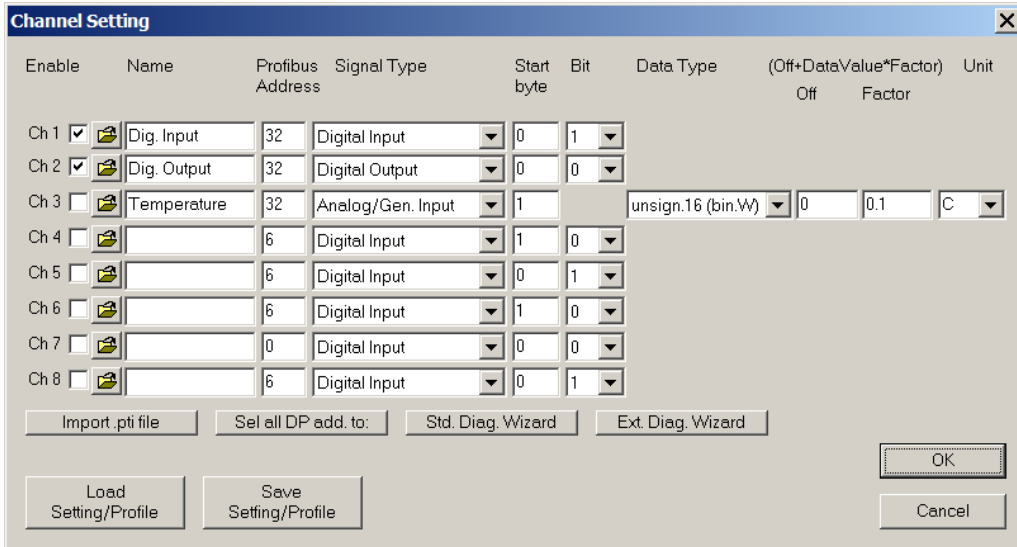 Channel Setting
Enable Name Profibus Address Signal Type Start byte Bit Data Type (Off+DataValue*Factor) Unit
Off Factor
Ch 1 Dig. Input 32 Digital Input 0 1
Ch 2 Dig. Output 32 Digital Output 0 0
Ch 3 Temperature 32 Analog/Gen. Input 1 unsign.16 (bin.W) 0 0.1 C
Ch 4 6 Digital Input 1 0
Ch 5 6 Digital Input 0 1
Ch 6 6 Digital Input 1 0
Ch 7 0 Digital Input 0 0
Ch 8 6 Digital Input 0 1
Import .pti file Sel all DP add. to: Std. Diag. Wizard Ext. Diag. Wizard
OK
Load Setting/Profile Save Setting/Profile
Cancel